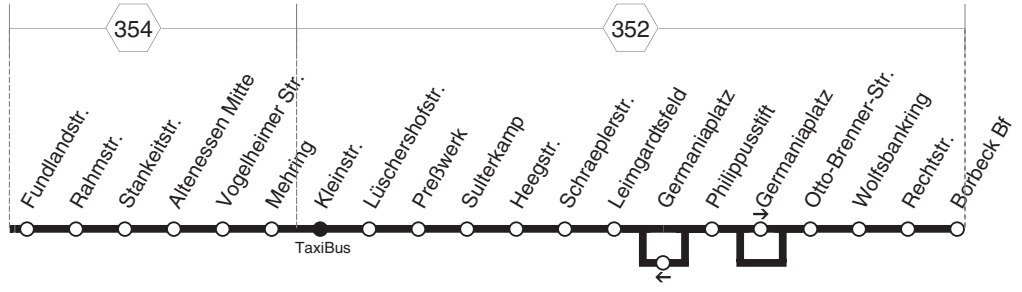 354
352
Fundlandstr.
Rahmstr.
Stankeitstr.
Altenessen Mitte
Vogelheimer Str.
Mehring
Kleinstr.
Lüschershofstr.
Preßwerk
Sulterkamp
Heegstr.
Schraeplerstr.
Leimgardtsfeld
Germaniaplatz
Philippusstift
Germaniaplatz
Otto-Brenner-Str.
Wolfsbankring
Rechtstr.
Borbeck Bf
TaxiBus